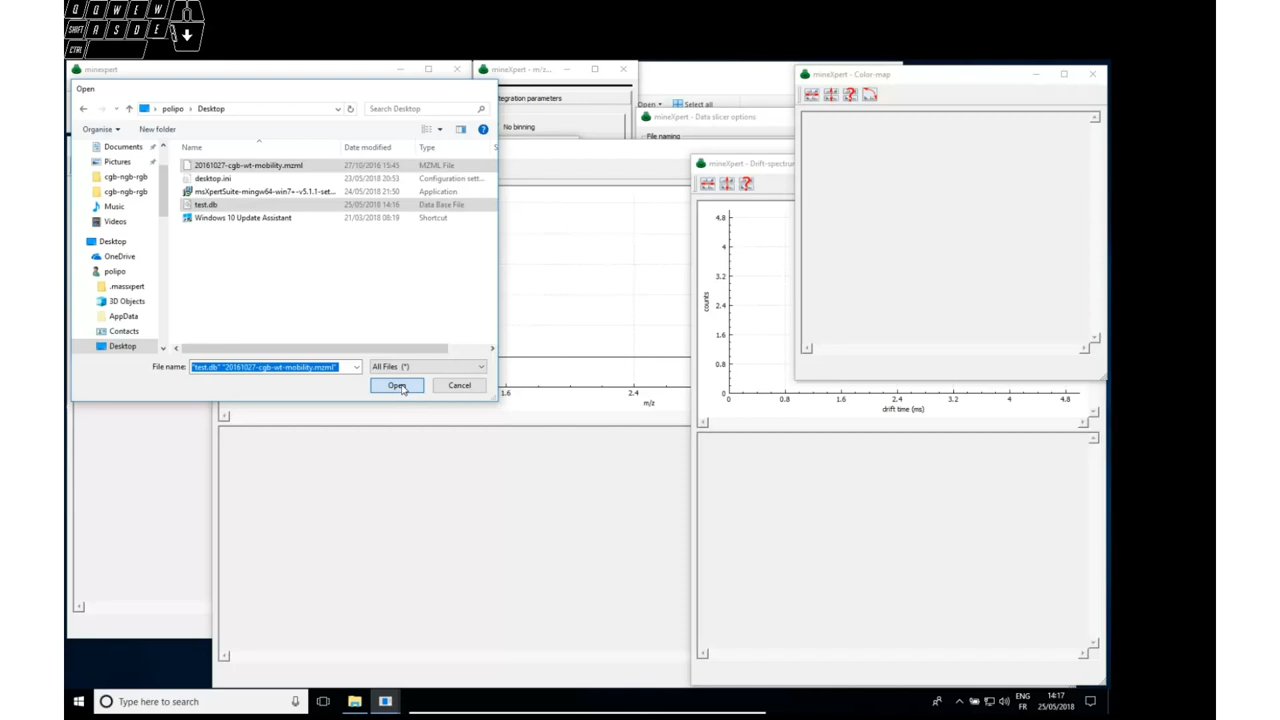 Q Q W E W
SHIFT A S D E
CTRL
minexpert
mineXpert - m/z...
mineXpert - Color-map
Open
polipo Desktop
Search Desktop
Organise
New folder
Name
Date modified
Type
S
Documents
Pictures
cgb-ngb-rgb
cgb-ngb-rgb
Music
Videos
Desktop
OneDrive
polipo
.massxpert
3D Objects
AppData
Contacts
Desktop
20161027-cgb-wt-mobility.mzml 27/10/2016 15:45 MZML File
desktop.ini 23/05/2018 20:53 Configuration sett...
msXpertSuite-mingw64-win7+-v5.1.1-set... 24/05/2018 21:50 Application
test.db 25/05/2018 14:16 Data Base File
Windows 10 Update Assistant 21/03/2018 08:19 Shortcut
File name:
"test.db" "20161027-cgb-wt-mobility.mzml"
All Files (*)
Open
Cancel
tegration parameters
No binning
Open
Select all
mineXpert - Data slicer options
File naming
mineXpert - Drift-spectrum
1.6
2.4
m/z
4.8
4
3.2
2.4
1.6
0.8
0
counts
0 0.8 1.6 2.4 3.2 4 4.8
drift time (ms)
Type here to search
ENG
FR
14:17
25/05/2018